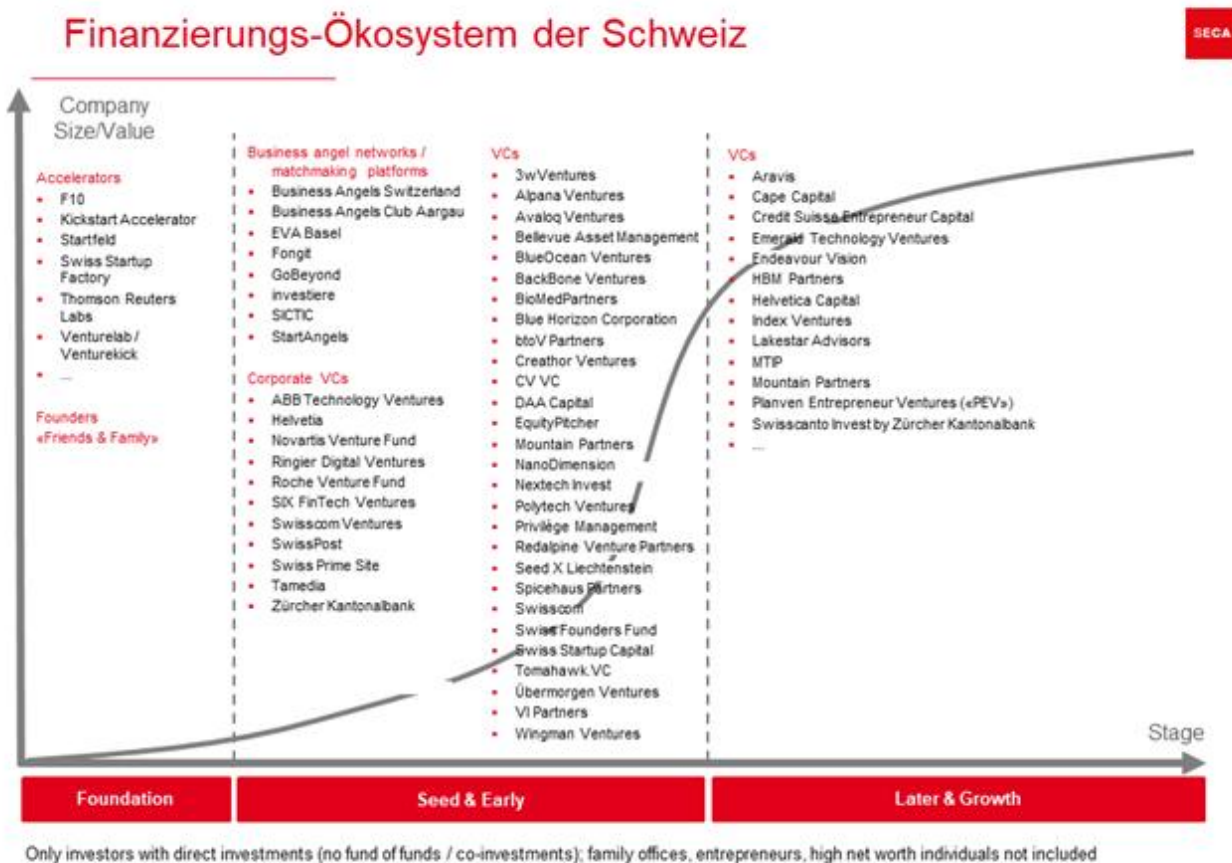 Finanzierungs-Ökosystem der Schweiz
SECA
Company
Size/Value
Accelerators
F10
Kickstart Accelerator
Startfeld
Swiss Startup
Factory
Thomson Reuters
Labs
Venturelab /
Venturekick
...
Founders
«Friends & Family»
Business angel networks /
matchmaking platforms
Business Angels Switzerland
Business Angels Club Aargau
EVA Basel
Fongit
GoBeyond
investiere
SICTIC
StartAngels
Corporate VCs
ABB Technology Ventures
Helvetia
Novartis Venture Fund
Ringier Digital Ventures
Roche Venture Fund
SIX FinTech Ventures
Swisscom Ventures
SwissPost
Swiss Prime Site
Tamedia
Zürcher Kantonalbank
VCs
3wVentures
Alpana Ventures
Avaloq Ventures
Bellevue Asset Management
BlueOcean Ventures
BackBone Ventures
BioMedPartners
Blue Horizon Corporation
btoV Partners
Creathor Ventures
CV VC
DAA Capital
EquityPitcher
Mountain Partners
NanoDimension
Nextech Invest
Polytech Ventures
Privilège Management
Redalpine Venture Partners
Seed X Liechtenstein
Spicehaus Partners
Swisscom
Swiss Founders Fund
Swiss Startup Capital
Tomahawk.VC
Übermorgen Ventures
VI Partners
Wingman Ventures
VCs
Aravis
Cape Capital
Credit Suisse Entrepreneur Capital
Emerald Technology Ventures
Endeavour Vision
HBM Partners
Helvetica Capital
Index Ventures
Lakestar Advisors
MTIP
Mountain Partners
Planven Entrepreneur Ventures («PEV»)
Swisscanto Invest by Zürcher Kantonalbank
...
Stage
Foundation
Seed & Early
Later & Growth
Only investors with direct investments (no fund of funds / co-investments); family offices, entrepreneurs, high net worth individuals not included